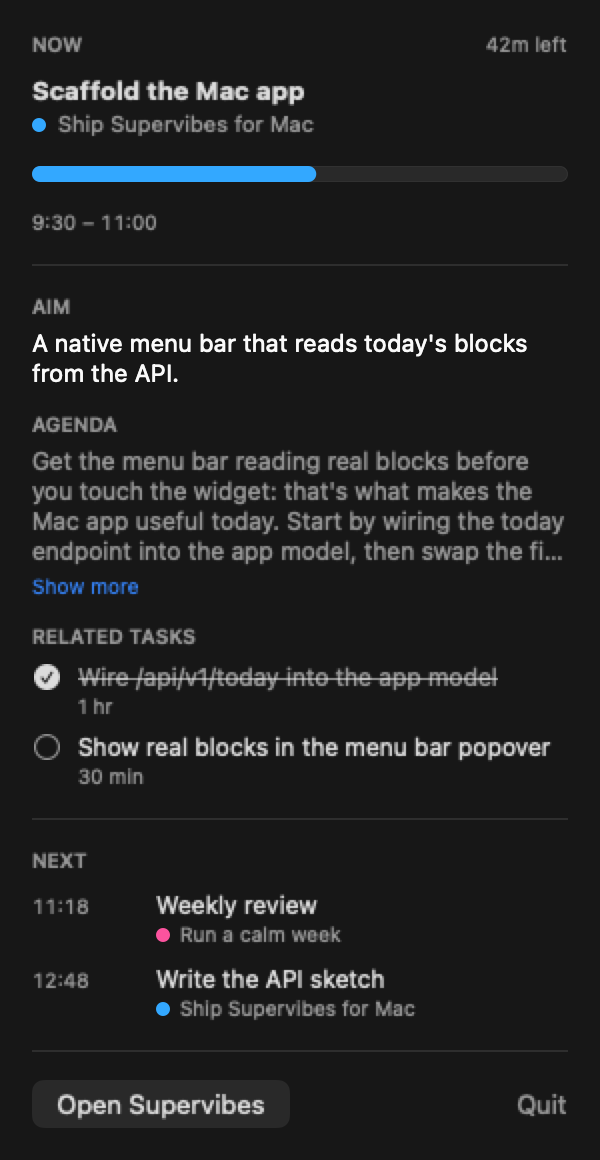 NOW
42m left
Scaffold the Mac app
Ship Supervibes for Mac
9:30 – 11:00
AIM
A native menu bar that reads today's blocks
from the API.
AGENDA
Get the menu bar reading real blocks before
you touch the widget: that's what makes the
Mac app useful today. Start by wiring the today
endpoint into the app model, then swap the fi...
Show more
RELATED TASKS
Wire /api/v1/today into the app model
1 hr
Show real blocks in the menu bar popover
30 min
NEXT
11:18
Weekly review
Run a calm week
12:48
Write the API sketch
Ship Supervibes for Mac
Open Supervibes
Quit